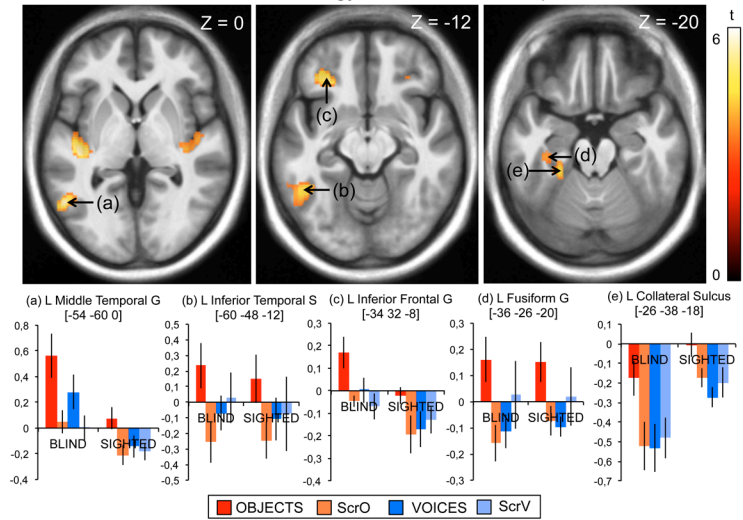 Z = 0
Z = -12
Z = -20
t
6
0
(a)
(b)
(c)
(d)
(e)
(a) L Middle Temporal G
[-54 -60 0]
(b) L Inferior Temporal S
[-60 -48 -12]
(c) L Inferior Frontal G
[-34 32 -8]
(d) L Fusiform G
[-36 -26 -20]
(e) L Collateral Sulcus
[-26 -38 -18]
0,8
0,6
0,4
0,2
0
-0,2
-0,4
-0,6
BLIND
SIGHTED
0,5
0,4
0,3
0,2
0,1
0
-0,1
-0,2
-0,3
-0,4
-0,5
BLIND
SIGHTED
0,3
0,2
0,1
0
-0,1
-0,2
-0,3
-0,4
BLIND
SIGHTED
0,3
0,2
0,1
0
-0,1
-0,2
-0,3
BLIND
SIGHTED
0,1
0
-0,1
-0,2
-0,3
-0,4
-0,5
-0,6
-0,7
BLIND
SIGHTED
OBJECTS ScrO VOICES ScrV